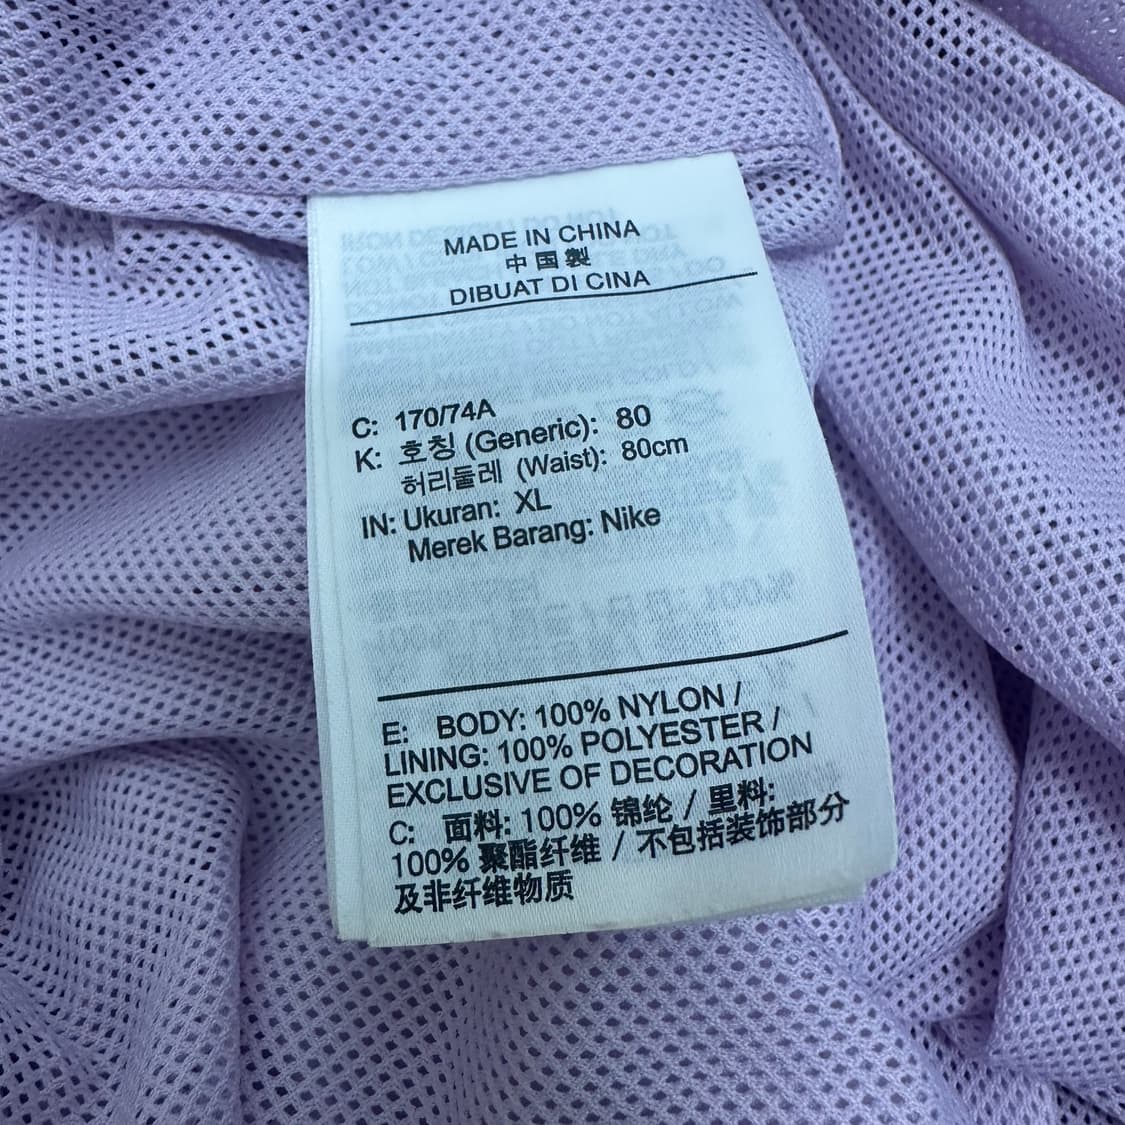 MADE IN CHINA
中国製
DIBUAT DI CINA
C: 170/74A
K: 호칭 (Generic): 80
허리둘레 (Waist): 80cm
IN: Ukuran: XL
Merek Barang: Nike
E: BODY: 100% NYLON /
LINING: 100% POLYESTER /
EXCLUSIVE OF DECORATION
C: 面料: 100% 锦纶 / 里料:
100% 聚酯纤维 / 不包括装饰部分
及非纤维物质